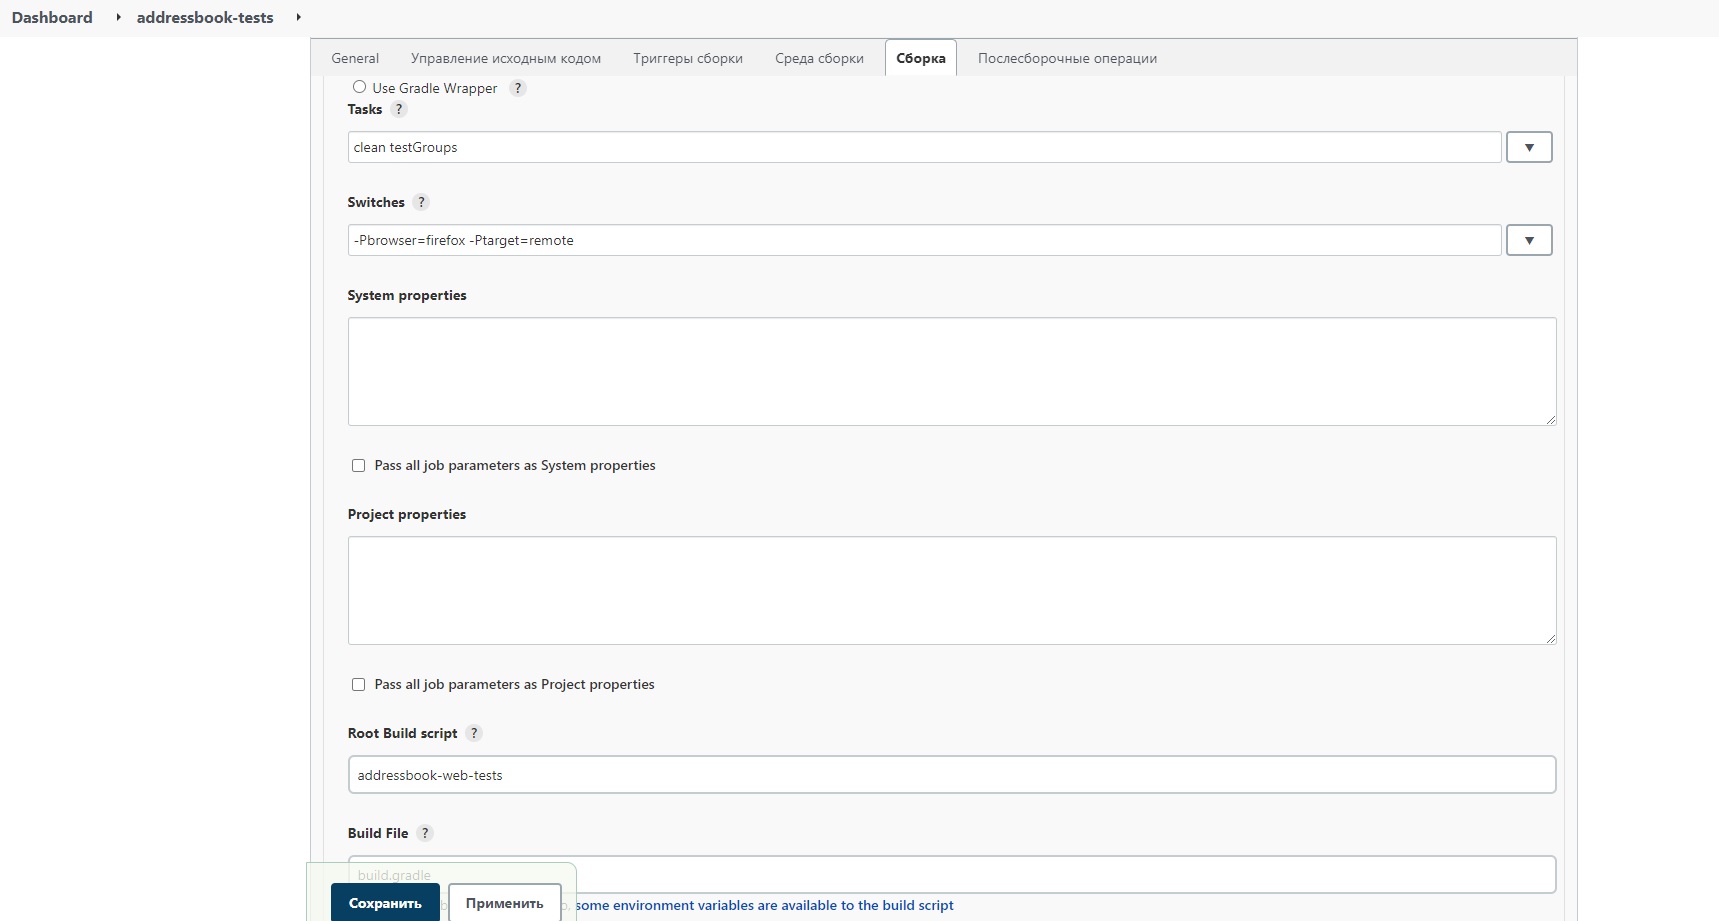 Dashboard addressbook-tests
General Управление исходным кодом Триггеры сборки Среда сборки Сборка Послесборочные операции
Use Gradle Wrapper ?
Tasks ?
clean testGroups
Switches ?
-Pbrowser=firefox -Ptarget=remote
System properties
Pass all job parameters as System properties
Project properties
Pass all job parameters as Project properties
Root Build script ?
addressbook-web-tests
Build File ?
build.gradle
Сохранить Применить some environment variables are available to the build script